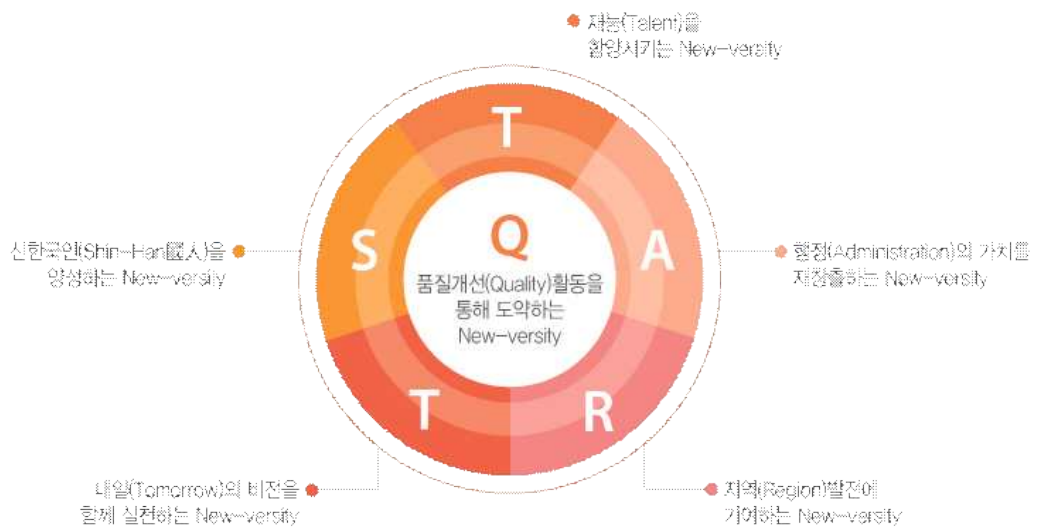 재능(Talent)을
함양시키는 New-versity
T
A
R
T
S
Q
품질개선(Quality)활동을
통해 도약하는
New-versity
신한국인(Shin-Han國人)을
양성하는 New-versity
행정(Administration)의 가치를
재창출하는 New-versity
내일(Tomorrow)의 비전을
함께 실천하는 New-versity
지역(Region)발전에
기여하는 New-versity